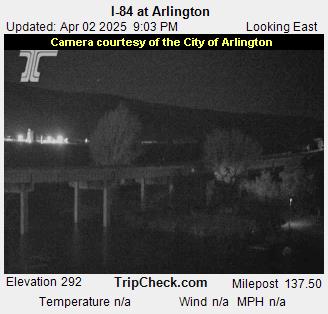 I-84 at Arlington
Updated: Apr 02 2025 9:03 PM Looking East
Camera courtesy of the City of Arlington
Elevation 292 TripCheck.com Milepost 137.50
Temperature n/a Wind n/a MPH n/a